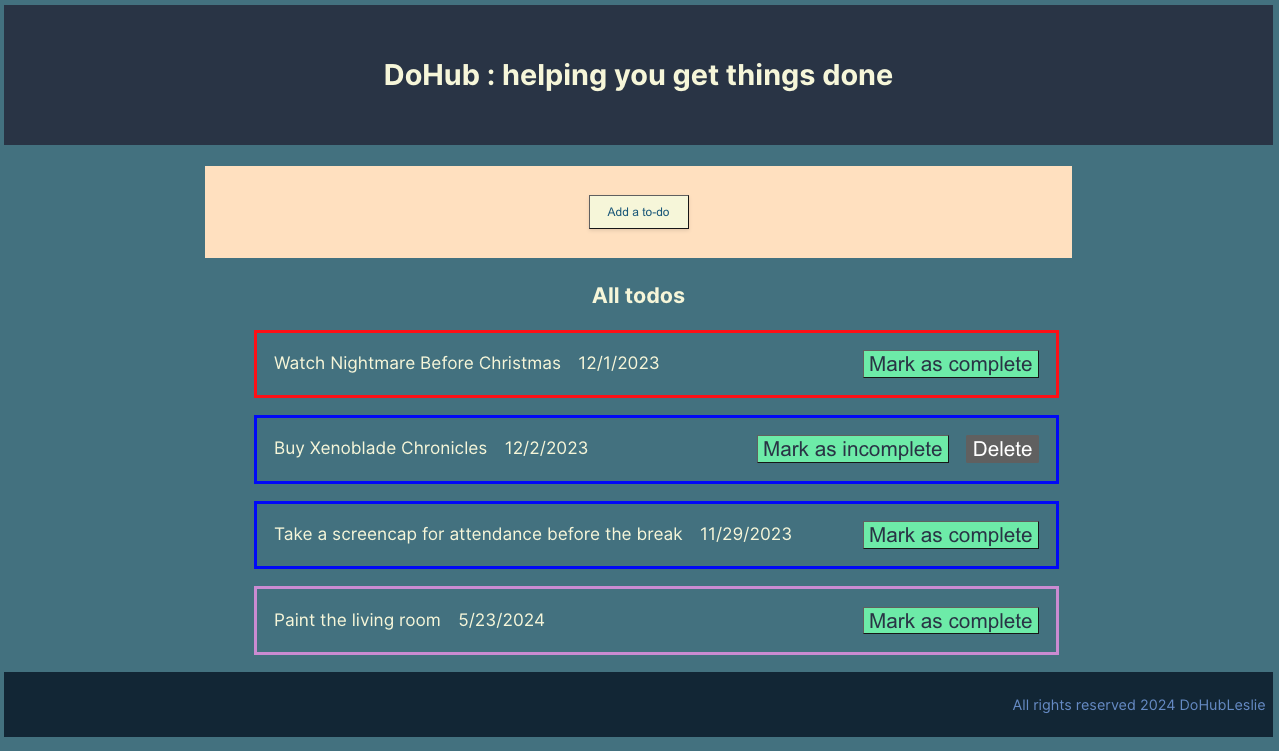 DoHub : helping you get things done
Add a to-do
All todos
Watch Nightmare Before Christmas 12/1/2023 Mark as complete
Buy Xenoblade Chronicles 12/2/2023 Mark as incomplete Delete
Take a screencap for attendance before the break 11/29/2023 Mark as complete
Paint the living room 5/23/2024 Mark as complete
All rights reserved 2024 DoHubLeslie